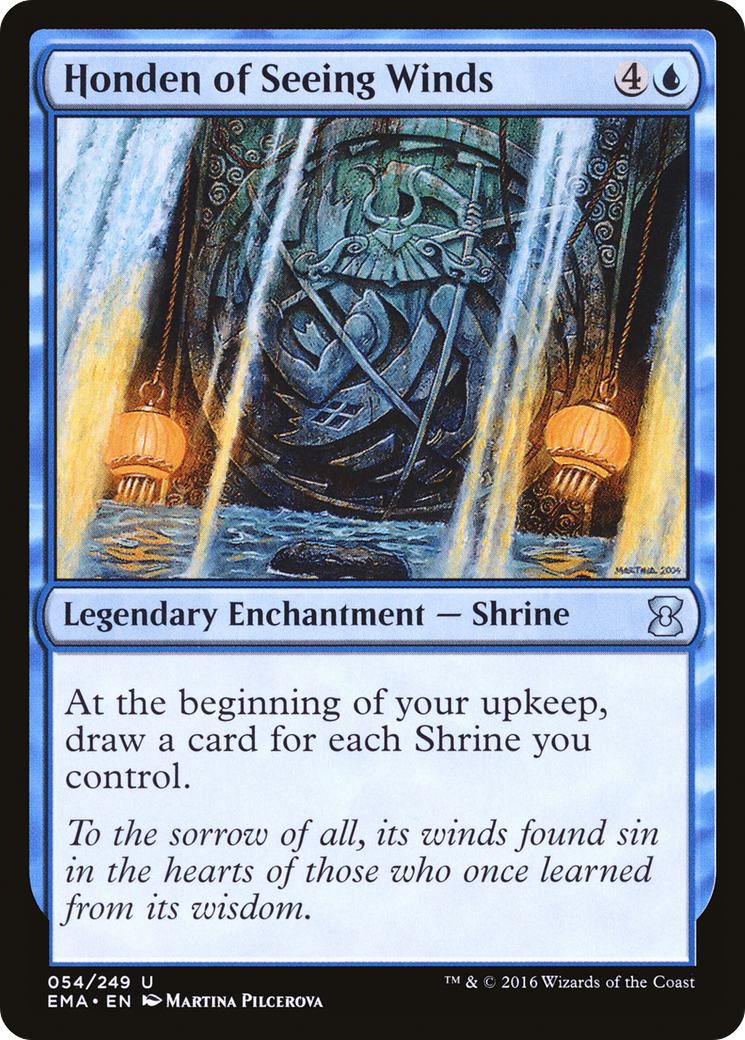 Honden of Seeing Winds 4
MARTINA 2004
Legendary Enchantment — Shrine
At the beginning of your upkeep,
draw a card for each Shrine you
control.
To the sorrow of all, its winds found sin
in the hearts of those who once learned
from its wisdom.
054/249 U
™ & © 2016 Wizards of the Coast
EMA • EN Martina Pilcerova